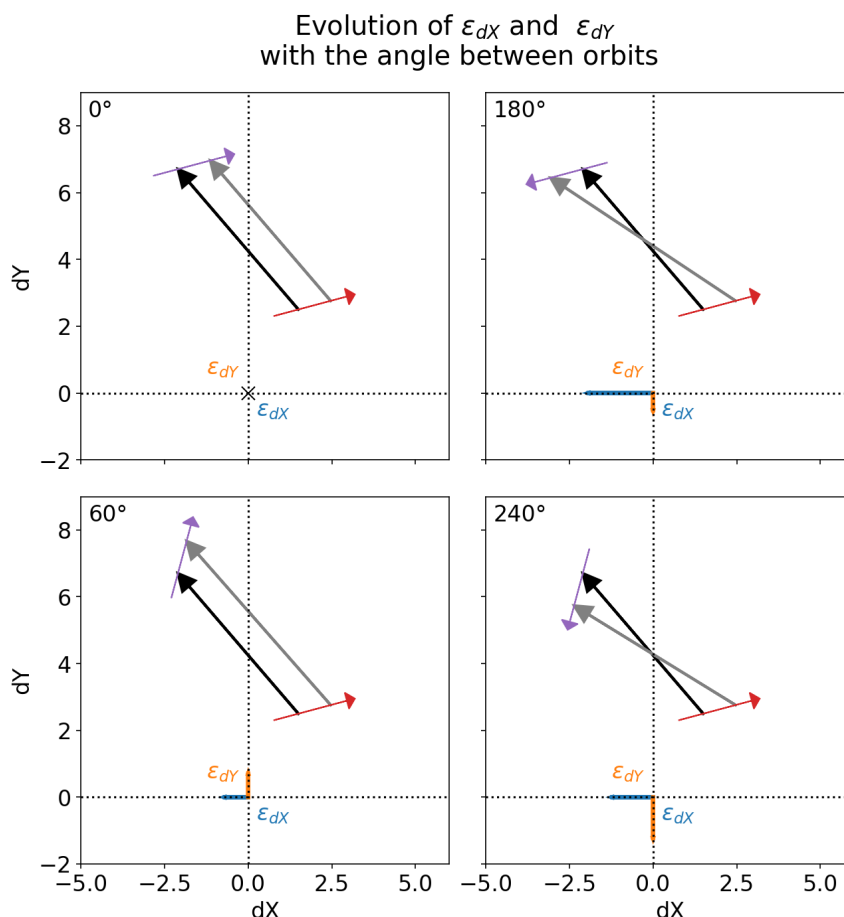 Evolution of ε_dX and ε_dY
with the angle between orbits
0°
8
6
4
2
0
−2
dY
ε_dY
ε_dX
180°
ε_dY
ε_dX
60°
8
6
4
2
0
−2
dY
ε_dY
ε_dX
−5.0 −2.5 0.0 2.5 5.0
dX
240°
ε_dY
ε_dX
−5.0 −2.5 0.0 2.5 5.0
dX